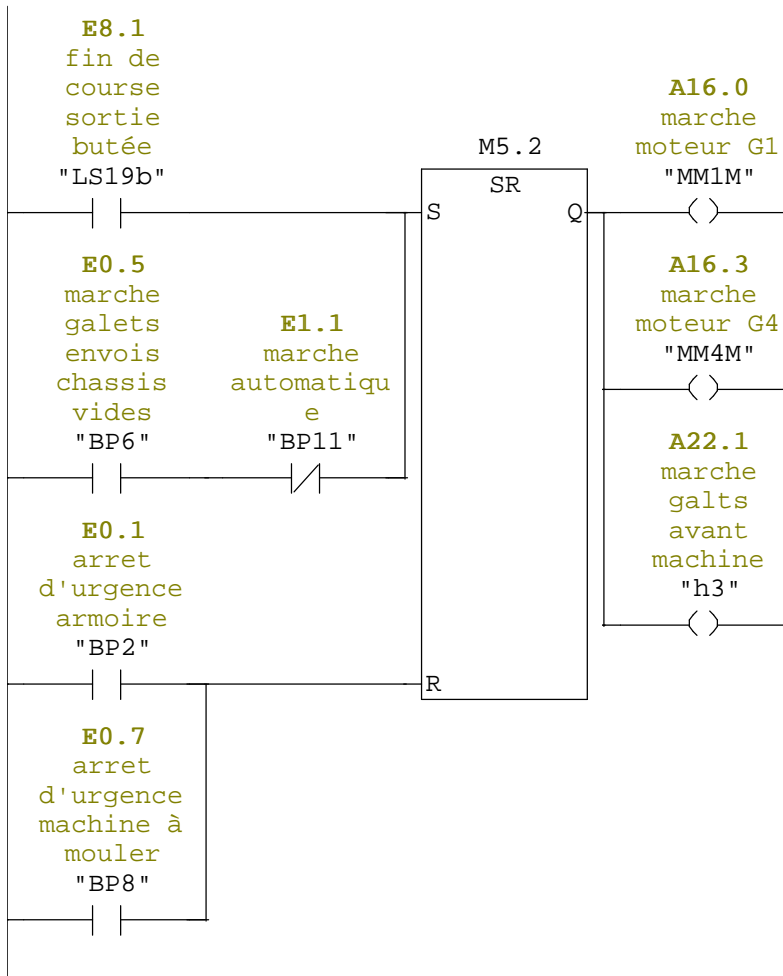 E8.1
fin de
course
sortie
butée
"LS19b"
E0.5
marche
galets
envois
chassis
vides
"BP6"
E1.1
marche
automatiqu
e
"BP11"
E0.1
arret
d'urgence
armoire
"BP2"
E0.7
arret
d'urgence
machine à
mouler
"BP8"
M5.2
SR
S
Q
R
A16.0
marche
moteur G1
"MM1M"
A16.3
marche
moteur G4
"MM4M"
A22.1
marche
galts
avant
machine
"h3"